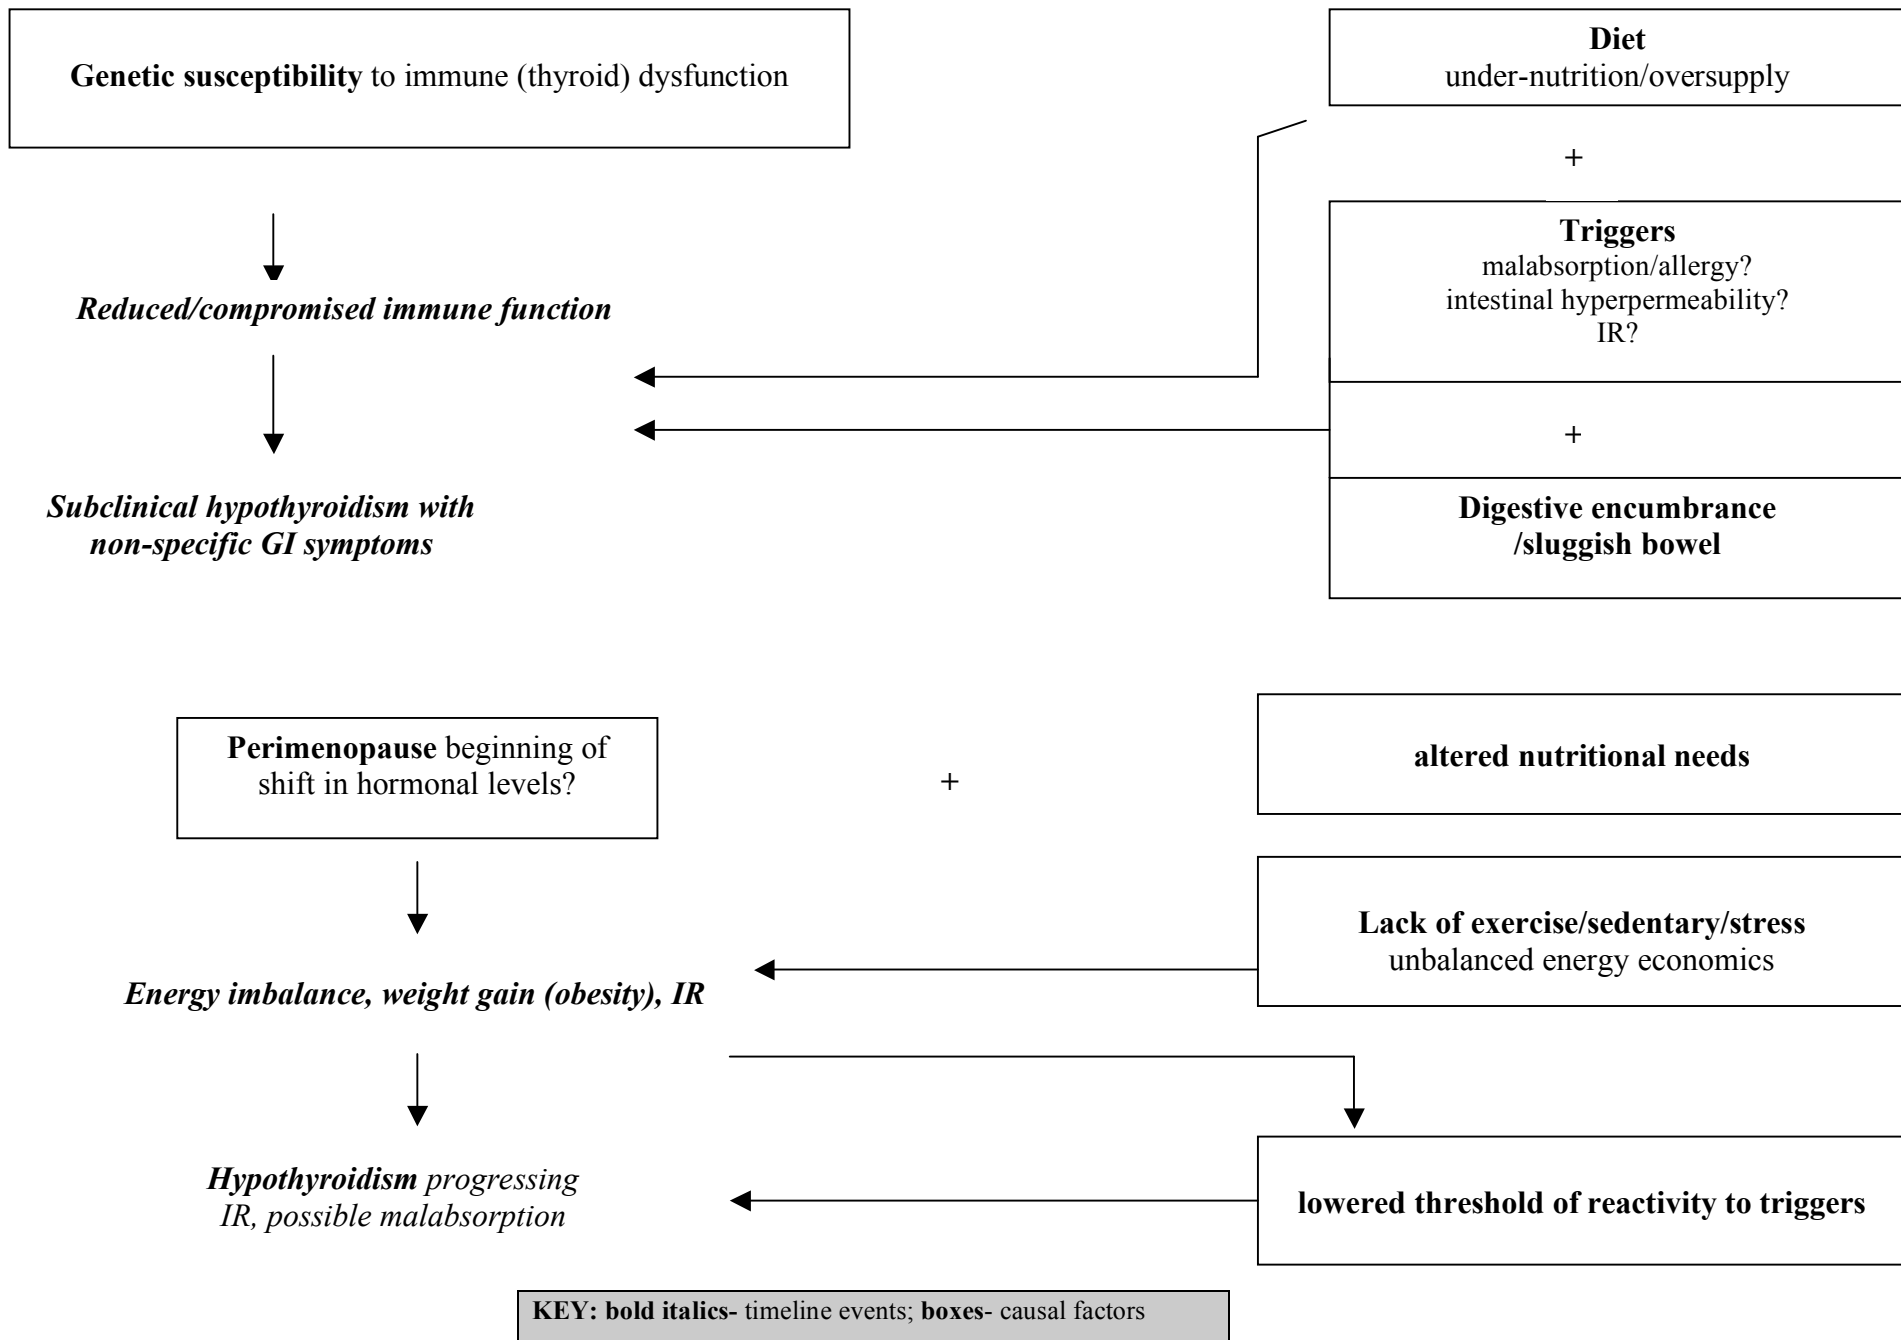 Genetic susceptibility to immune (thyroid) dysfunction
Diet
under-nutrition/oversupply
+
Triggers
malabsorption/allergy?
intestinal hyperpermeability?
IR?
Reduced/compromised immune function
+
Subclinical hypothyroidism with
non-specific GI symptoms
Digestive encumbrance
/sluggish bowel
Perimenopause beginning of
shift in hormonal levels?
+
altered nutritional needs
Lack of exercise/sedentary/stress
unbalanced energy economics
Energy imbalance, weight gain (obesity), IR
Hypothyroidism progressing
IR, possible malabsorption
lowered threshold of reactivity to triggers
KEY: bold italics- timeline events; boxes- causal factors